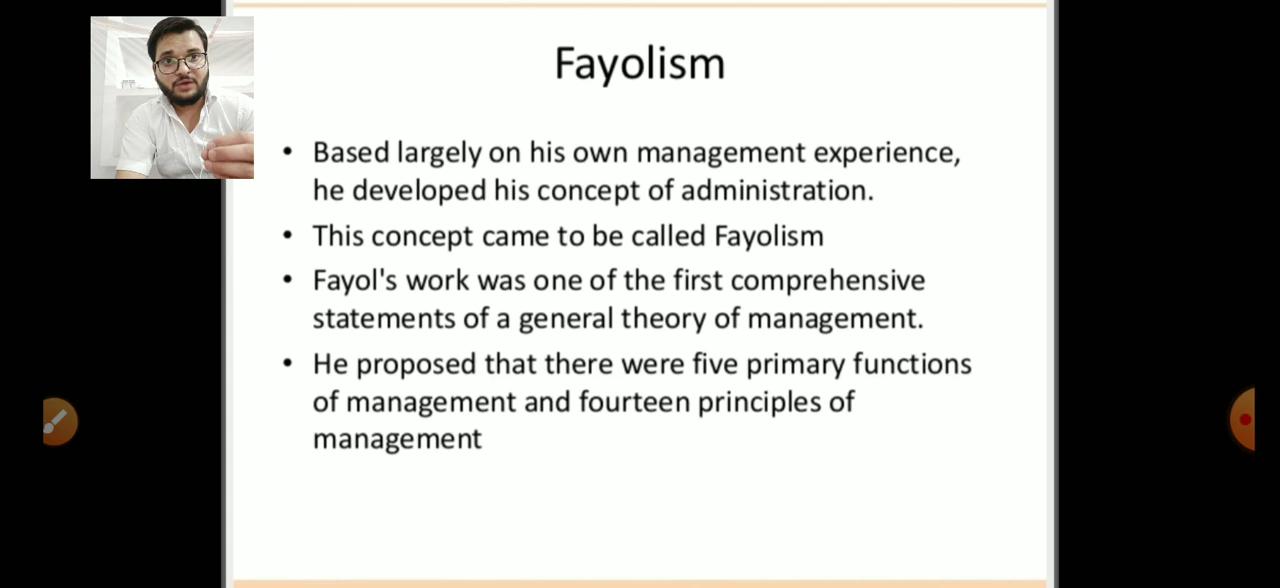 Fayolism
• Based largely on his own management experience,
he developed his concept of administration.
• This concept came to be called Fayolism
• Fayol's work was one of the first comprehensive
statements of a general theory of management.
• He proposed that there were five primary functions
of management and fourteen principles of
management